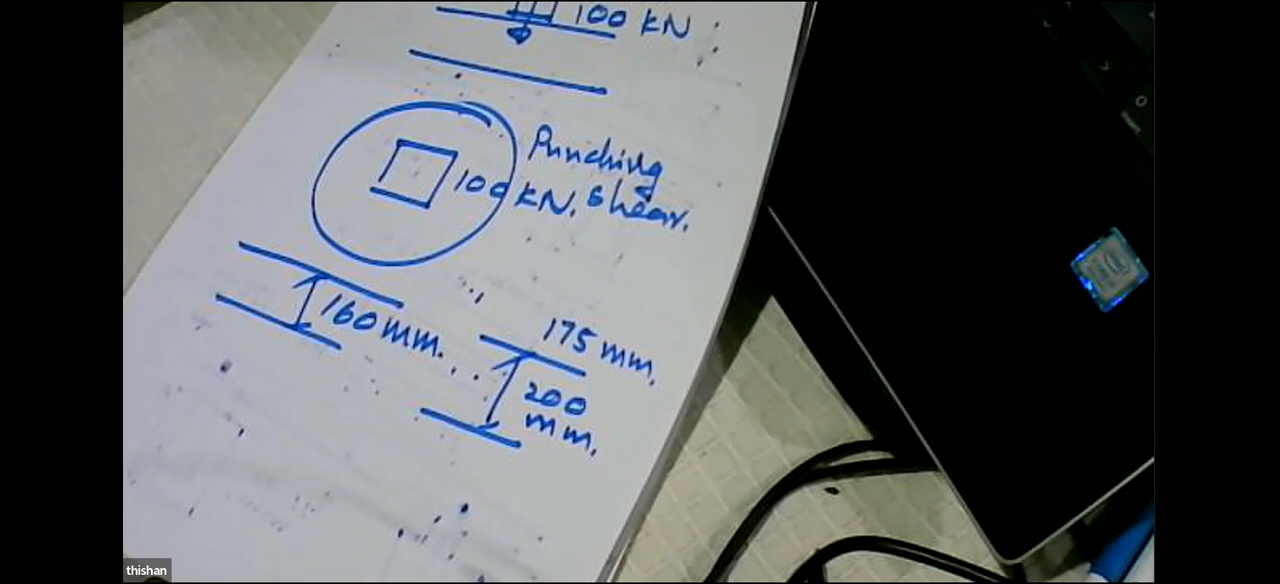 100 kN
Punching
100 kN. Shear.
160 mm.
175 mm.
200
mm.
thishan